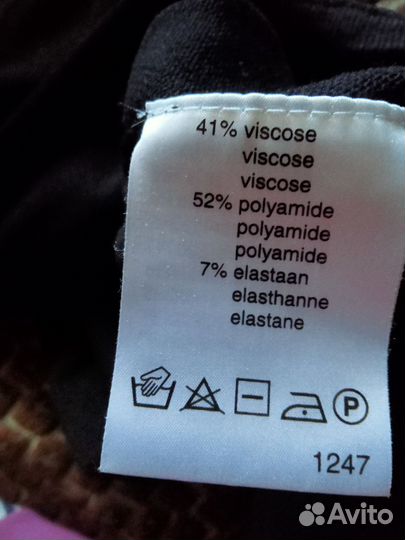 41% viscose
viscose
viscose
52% polyamide
polyamide
polyamide
7% elastaan
elasthanne
elastane
P
1247
Avito